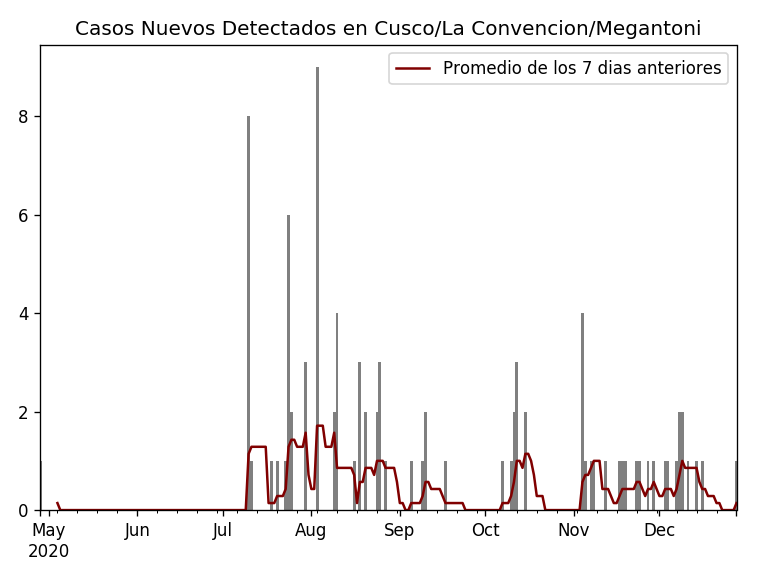 Casos Nuevos Detectados en Cusco/La Convencion/Megantoni
Promedio de los 7 dias anteriores
8
6
4
2
0
May Jun Jul Aug Sep Oct Nov Dec
2020